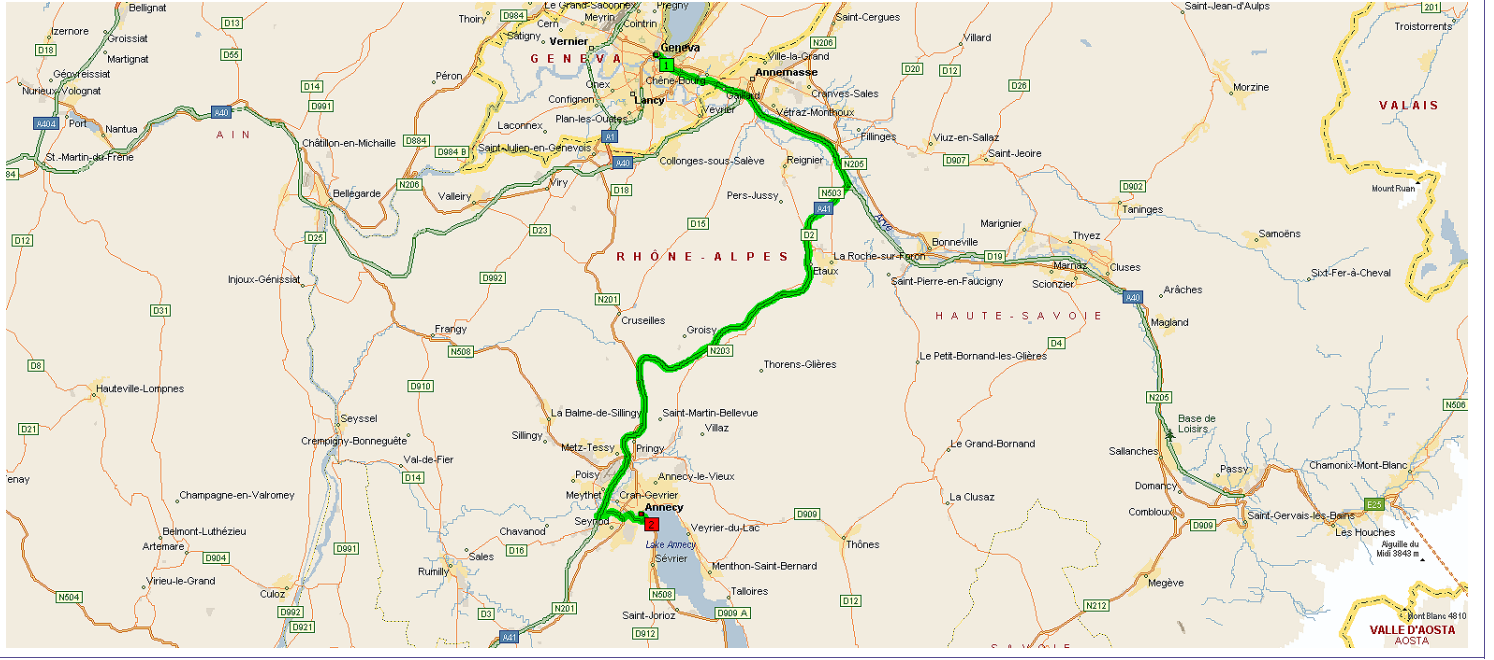 Bellignat
D984
Thoiry
Le Grand-Saconnex
Pregny
Meyrin
Cern
Cointrin
Saint-Cergues
Saint-Jean-d'Aulps
201
Troistorrents
Izernore
Groissiat
D13
Satigny
Vernier
Geneva
N206
Villard
D18
Martignat
D55
GENEVA
1
Ville-la-Grand
Annemasse
D20
D12
Géovreissiat
Péron
Onex
Chêne-Bourg
Gaillard
Cranves-Sales
D26
Morzine
Nurieux-Volognat
D14
D991
Confignon
Lancy
Veyrier
Vétraz-Monthoux
VALAIS
A404
Port
Nantua
A40
AIN
Laconnex
Plan-les-Ouates
A1
Fillinges
Viuz-en-Sallaz
St.-Martin-du-Frêne
Châtillon-en-Michaille
D884
D984 B
Saint-Julien-en-Genevois
A40
Collonges-sous-Salève
Reignier
N205
D907
Saint-Jeoire
84
Bellegarde
N206
Valleiry
Viry
D18
Pers-Jussy
N503
A41
D902
Taninges
Mount Ruan
D12
D25
D23
D15
D2
Arve
Marignier
Thyez
Bonneville
Samoëns
RHÔNE-ALPES
La Roche-sur-Foron
D19
Marnaz
Cluses
Etaux
Saint-Pierre-en-Faucigny
Scionzier
Sixt-Fer-à-Cheval
Injoux-Génissiat
D992
N201
A40
Arâches
D31
Cruseilles
HAUTE-SAVOIE
Magland
Frangy
Groisy
N508
N203
D4
D8
Thorens-Glières
Le Petit-Bornand-les-Glières
Hauteville-Lompnes
D910
N205
N506
D21
Seyssel
La Balme-de-Sillingy
Saint-Martin-Bellevue
Base de
Loisirs
Crempigny-Bonneguête
Sillingy
Villaz
Metz-Tessy
Pringy
Le Grand-Bornand
Sallanches
Val-de-Fier
Passy
Chamonix-Mont-Blanc
enay
D14
Poisy
Annecy-le-Vieux
Domancy
Champagne-en-Valromey
Meythet
Cran-Gevrier
La Clusaz
Annecy
D909
Combloux
Saint-Gervais-les-Bains
E25
Belmont-Luthézieu
Chavanod
Seynod
2
Veyrier-du-Lac
D909
Les Houches
Artemare
D991
D16
Lake Annecy
Thônes
Aiguille du
Midi 3843 m
D904
Sales
Sévrier
Rumilly
Menthon-Saint-Bernard
Virieu-le-Grand
Megève
N504
Culoz
D992
N201
N508
Talloires
D12
N212
D3
Saint-Jorioz
D909 A
Mont Blanc 4810
D921
A41
D912
VALLE D'AOSTA
AOSTA
SAVOIE